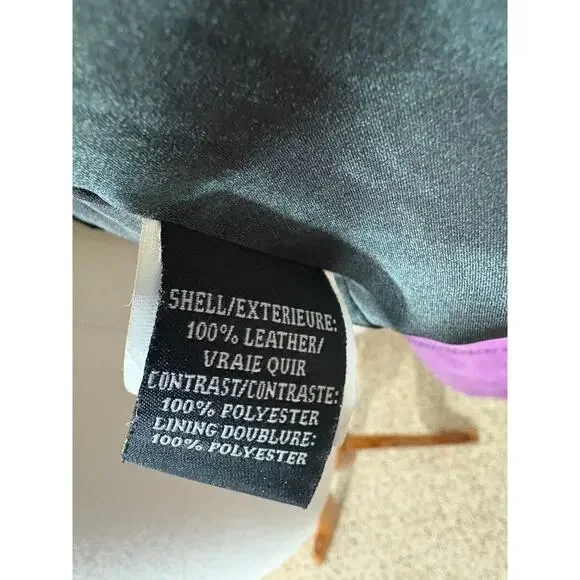 SHELL/EXTERIEURE:
100% LEATHER/
VRAIE QUIR
CONTRAST/CONTRASTE:
100% POLYESTER
LINING DOUBLURE:
100% POLYESTER